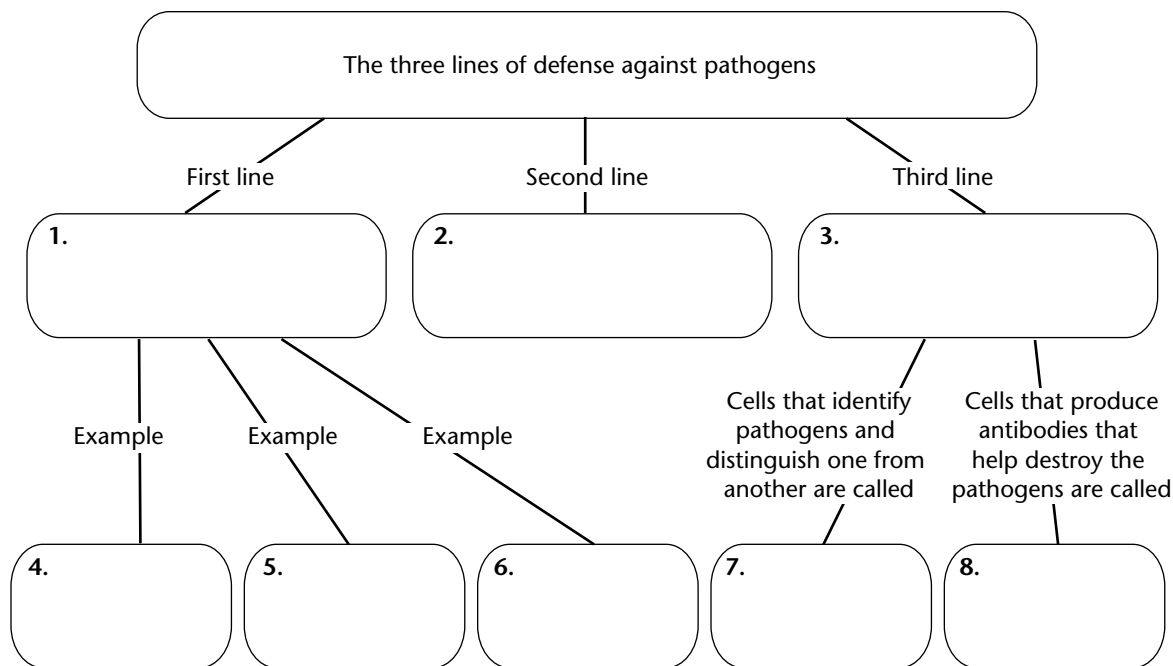 The three lines of defense against pathogens
First line
Second line
Third line
1.
2.
3.
Example
Example
Example
Cells that identify
pathogens and
distinguish one from
another are called
Cells that produce
antibodies that
help destroy the
pathogens are called
4.
5.
6.
7.
8.